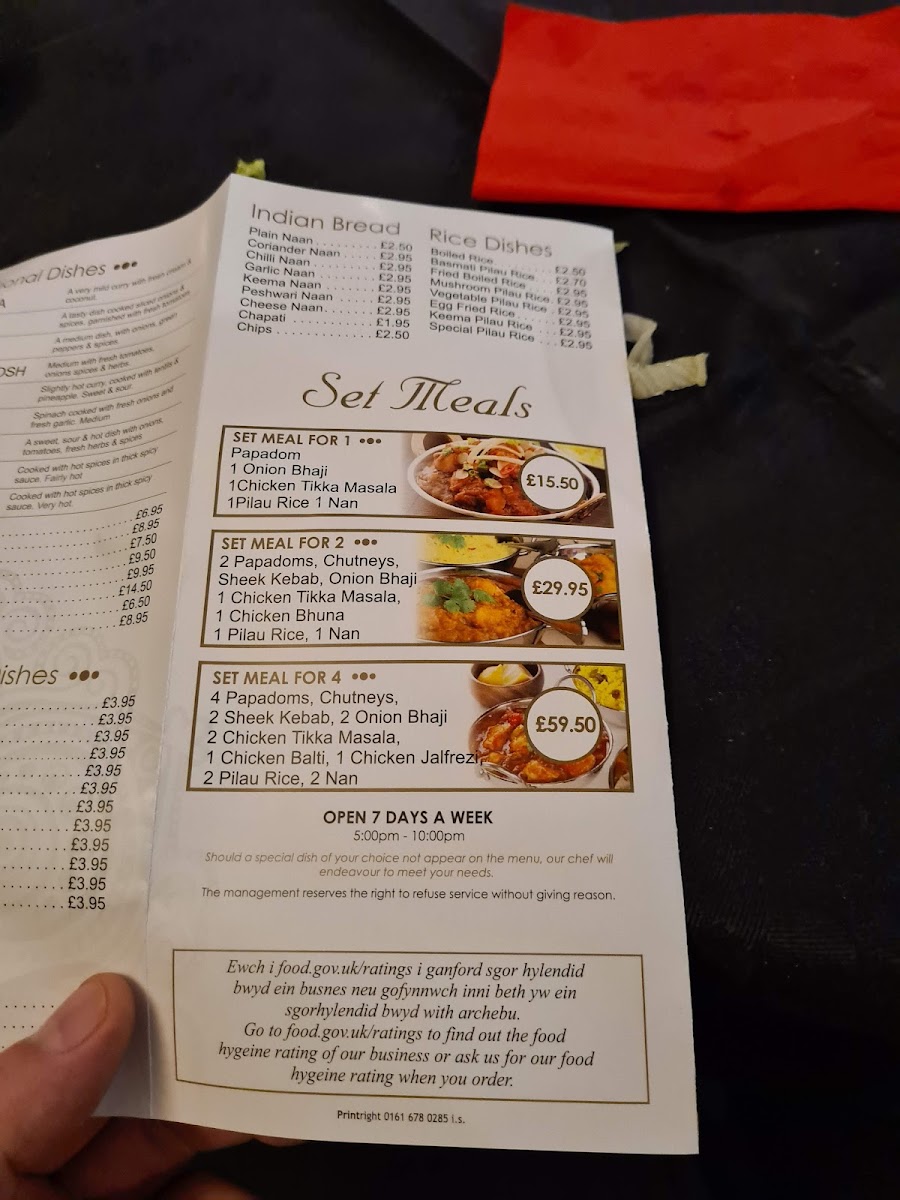 onal Dishes •••
A
A very mild curry with fresh cream &
coconut.
A tasty dish cooked sliced onions &
spices, garnished with fresh tomatoes.
A medium dish, with onions, green
peppers & spices.
OSH
Medium with fresh tomatoes,
onions spices & herbs.
Slightly hot curry, cooked with lentils &
pineapple. Sweet & sour.
Spinach cooked with fresh onions and
fresh garlic. Medium
A sweet, sour & hot dish with onions,
tomatoes, fresh herbs & spices
Cooked with hot spices in thick spicy
sauce. Fairly hot
Cooked with hot spices in thick spicy
sauce. Very hot
£6.95
£8.95
£7.50
£9.50
£9.95
£14.50
£6.50
£8.95
ishes •••
£3.95
£3.95
£3.95
£3.95
£3.95
£3.95
£3.95
£3.95
£3.95
£3.95
£3.95
£3.95
Indian Bread
Plain Naan . . . . . . . . . £2.50
Coriander Naan . . . . . £2.95
Chilli Naan . . . . . . . . . £2.95
Garlic Naan . . . . . . . . £2.95
Keema Naan . . . . . . . £2.95
Peshwari Naan . . . . . . £2.95
Cheese Naan. . . . . . . £2.95
Chapati . . . . . . . . . . . £1.95
Chips . . . . . . . . . . . . . £2.50
Rice Dishes
Boiled Rice . . . . . . . . . £2.50
Basmati Pilau Rice . . . £2.70
Fried Boiled Rice . . . . £2.95
Mushroom Pilau Rice. £2.95
Vegetable Pilau Rice . £2.95
Egg Fried Rice . . . . . . £2.95
Keema Pilau Rice . . . . £2.95
Special Pilau Rice . . . £2.95
Set Meals
SET MEAL FOR 1 •••
Papadom
1 Onion Bhaji
1Chicken Tikka Masala
1Pilau Rice 1 Nan
£15.50
SET MEAL FOR 2 •••
2 Papadoms, Chutneys,
Sheek Kebab, Onion Bhaji
1 Chicken Tikka Masala,
1 Chicken Bhuna
1 Pilau Rice, 1 Nan
£29.95
SET MEAL FOR 4 •••
4 Papadoms, Chutneys,
2 Sheek Kebab, 2 Onion Bhaji
2 Chicken Tikka Masala,
1 Chicken Balti, 1 Chicken Jalfrezi,
2 Pilau Rice, 2 Nan
£59.50
OPEN 7 DAYS A WEEK
5:00pm - 10:00pm
Should a special dish of your choice not appear on the menu, our chef will
endeavour to meet your needs.
The management reserves the right to refuse service without giving reason.
Ewch i food.gov.uk/ratings i ganford sgor hylendid
bwyd ein busnes neu gofynnwch inni beth yw ein
sgorhylendid bwyd with archebu.
Go to food.gov.uk/ratings to find out the food
hygeine rating of our business or ask us for our food
hygeine rating when you order.
Printright 0161 678 0285 i.s.